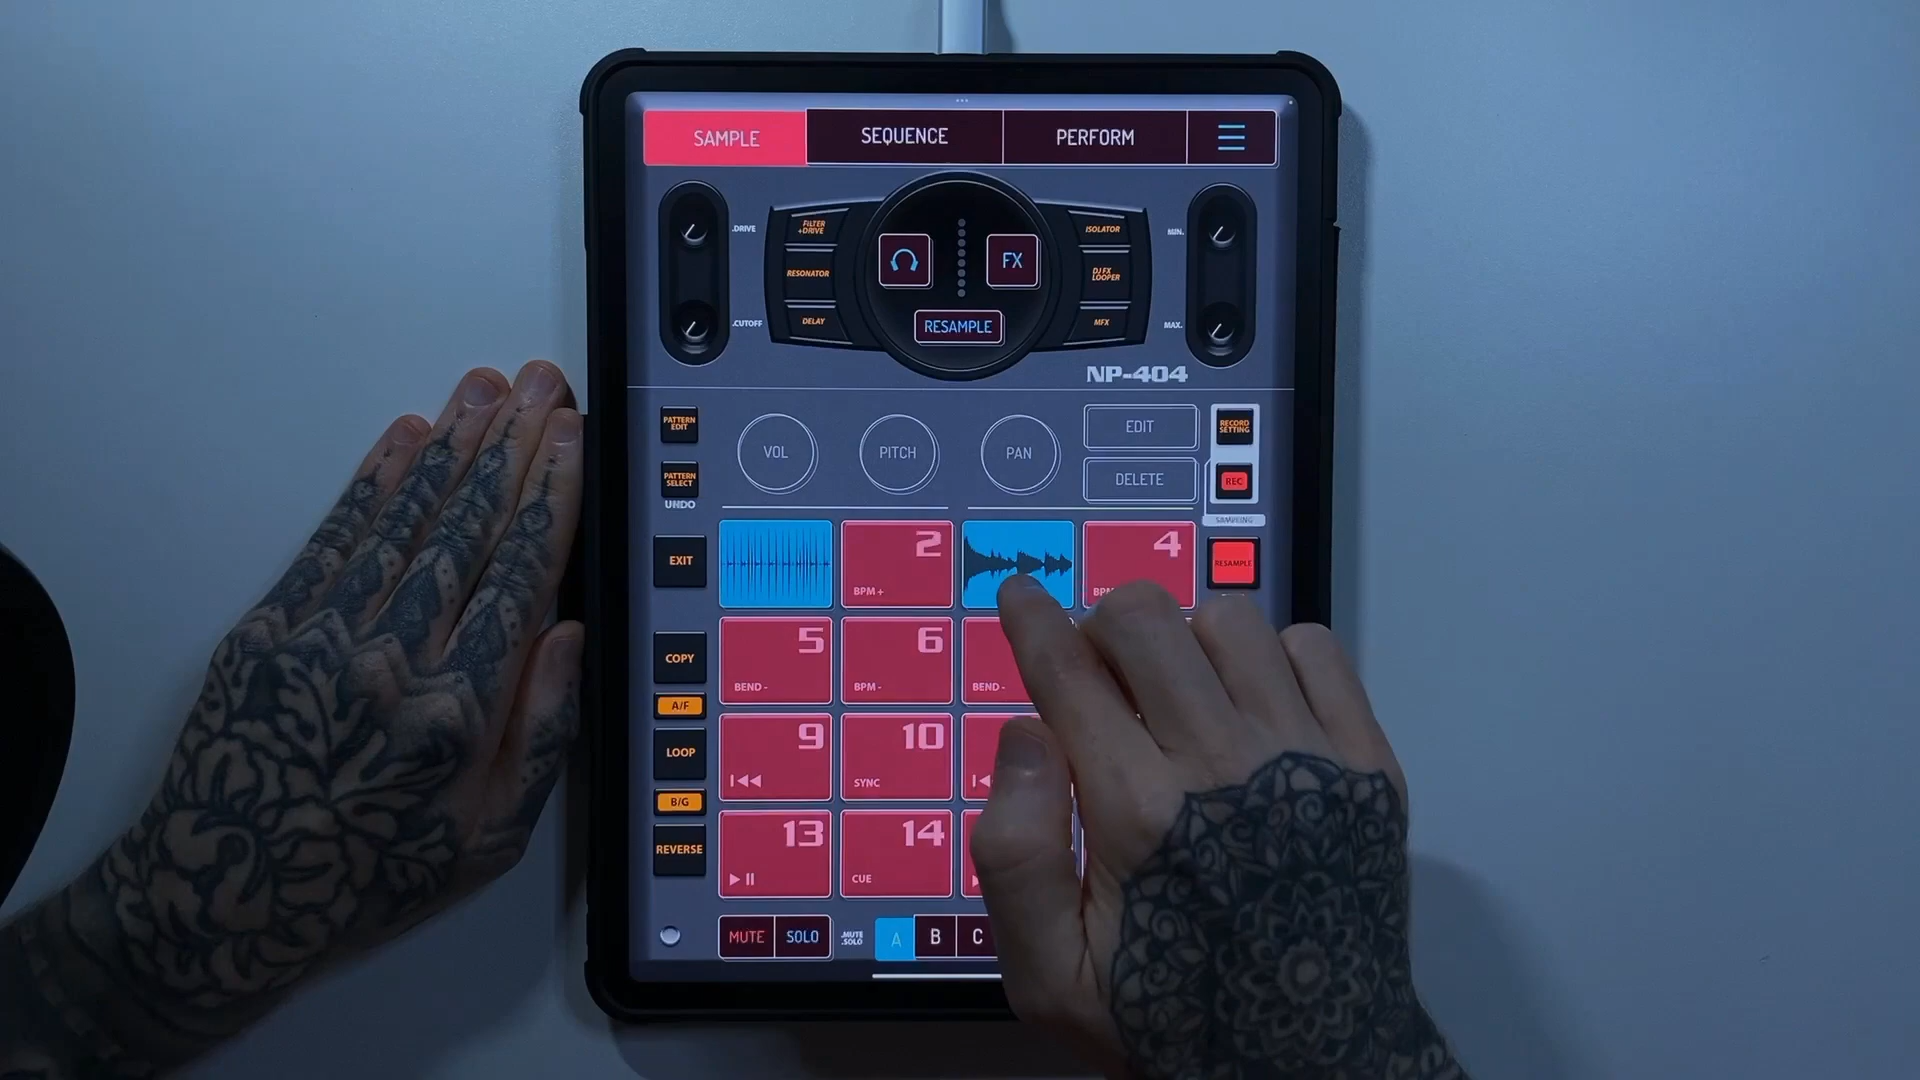 SAMPLE SEQUENCE PERFORM
.DRIVE FILTER +DRIVE ISOLATOR MIN.
FX
RESONATOR DJ FX LOOPER
.CUTOFF DELAY RESAMPLE MFX MAX.
NP-404
PATTERN EDIT VOL PITCH PAN EDIT RECORD SETTING
PATTERN SELECT DELETE REC
UNDO
SAMPLING
2 4
EXIT RESAMPLE
BPM +
5 6
COPY
BEND - BPM - BEND -
A/F
9 10
LOOP
SYNC
B/G
13 14
REVERSE
CUE
MUTE SOLO .MUTE .SOLO A B C